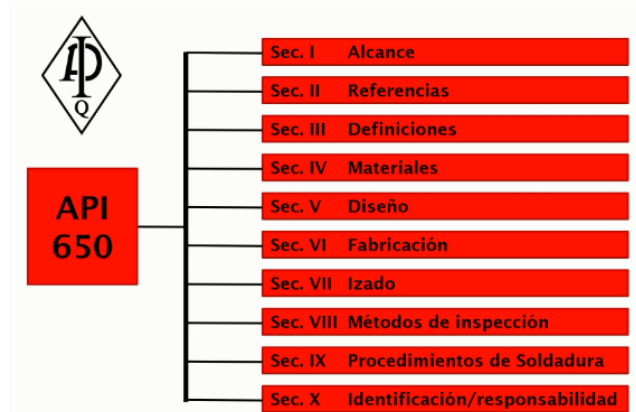 API
Q
API
650
Sec. I Alcance
Sec. II Referencias
Sec. III Definiciones
Sec. IV Materiales
Sec. V Diseño
Sec. VI Fabricación
Sec. VII Izado
Sec. VIII Métodos de inspección
Sec. IX Procedimientos de Soldadura
Sec. X Identificación/responsabilidad